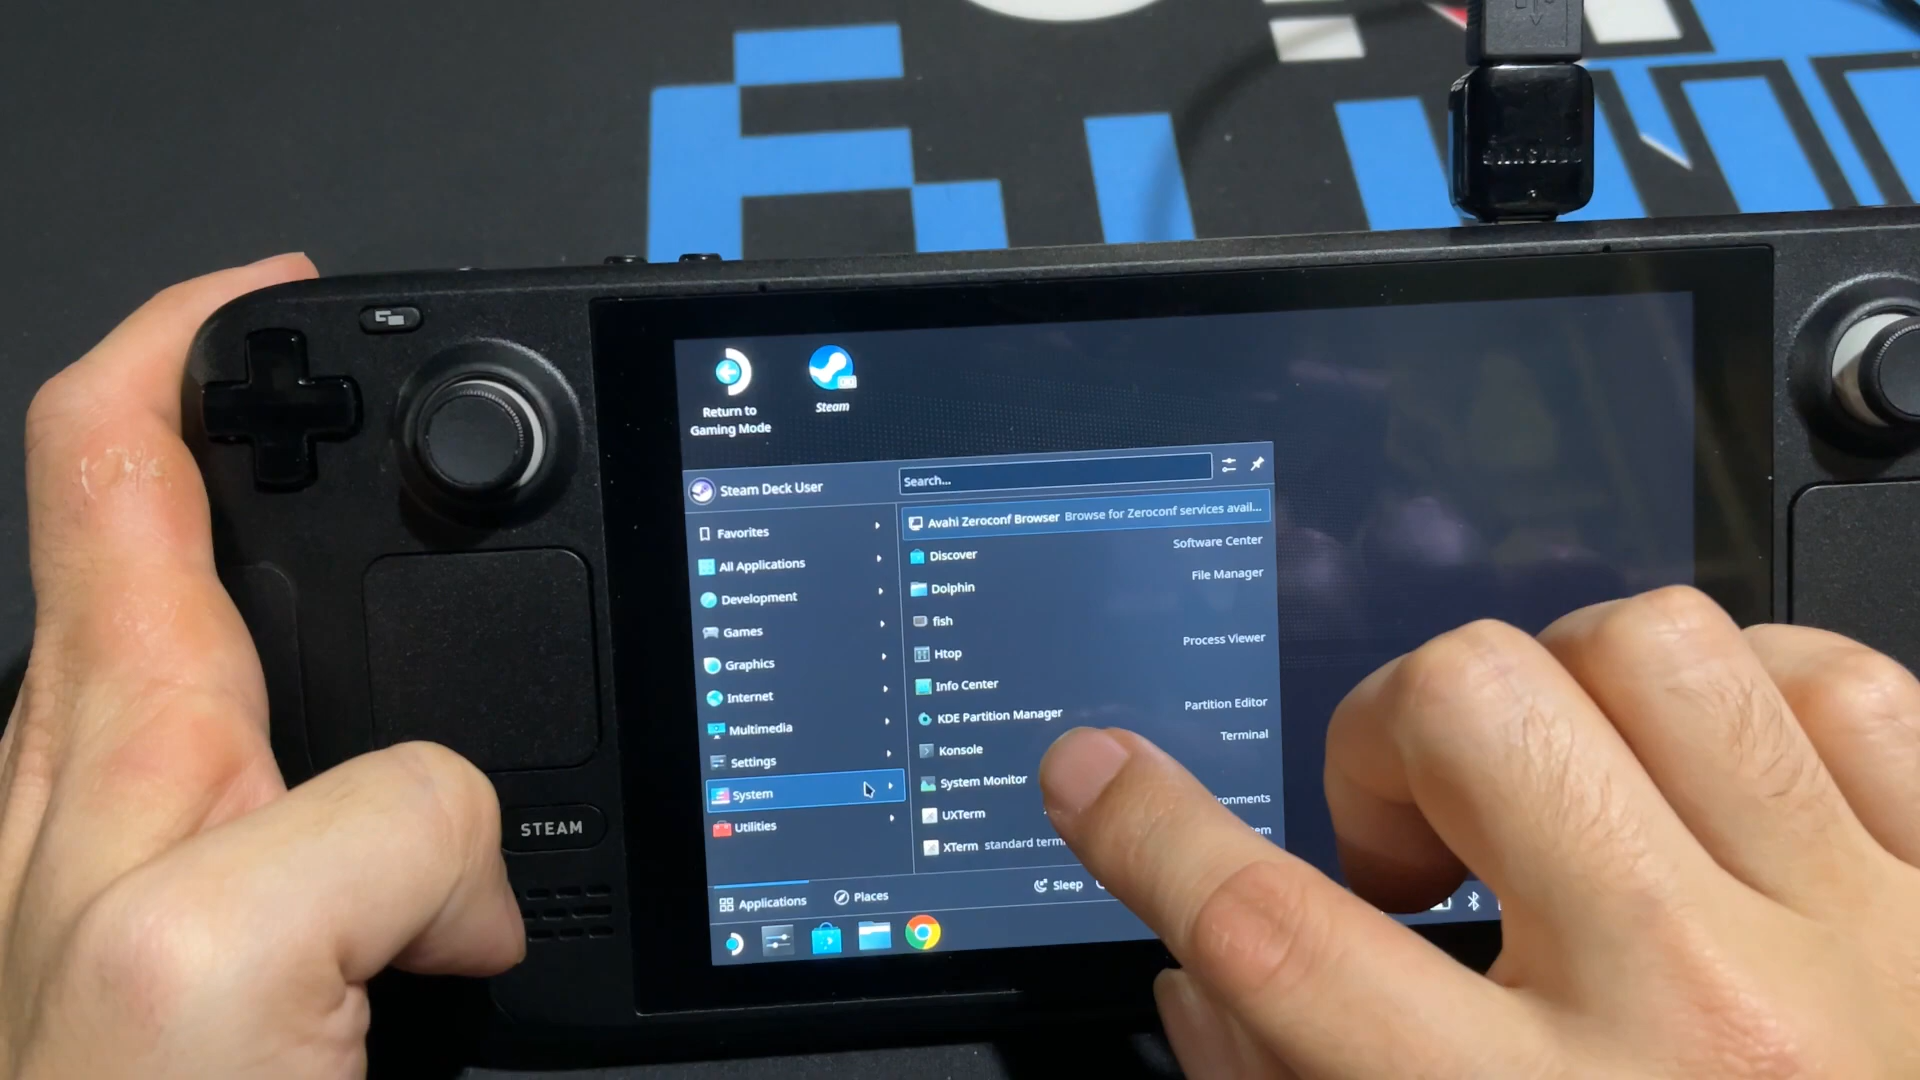 SAMSUNG
Return to
Gaming Mode
Steam
Steam Deck User
Search...
Favorites
All Applications
Development
Games
Graphics
Internet
Multimedia
Settings
System
Utilities
Avahi Zeroconf Browser Browse for Zeroconf services avail...
Discover Software Center
Dolphin File Manager
fish
Htop Process Viewer
Info Center
KDE Partition Manager Partition Editor
Konsole Terminal
System Monitor
UXTerm
XTerm standard
Applications
Places
Sleep
STEAM